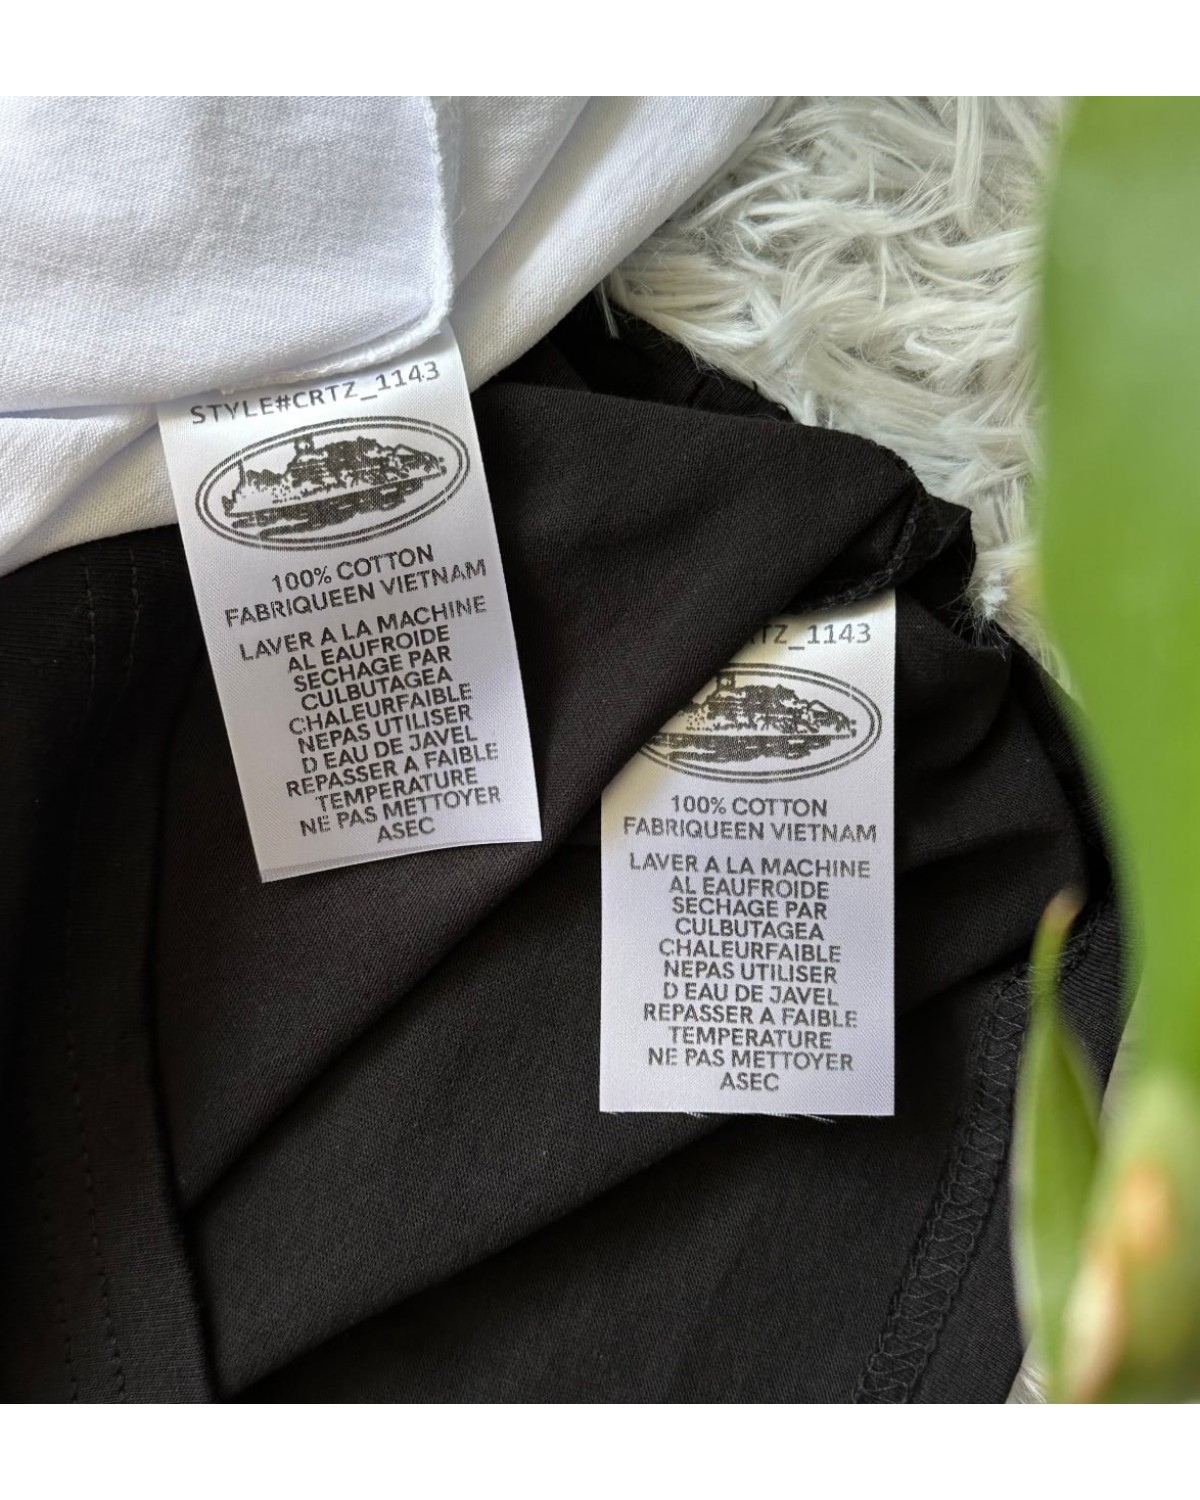 STYLE#CRTZ_1143
100% COTTON
FABRIQUEEN VIETNAM
LAVER A LA MACHINE
AL EAUFROIDE
SECHAGE PAR
CULBUTAGEA
CHALEURFAIBLE
NEPAS UTILISER
D EAU DE JAVEL
REPASSER A FAIBLE
TEMPERATURE
NE PAS METTOYER
ASEC
RTZ_1143
100% COTTON
FABRIQUEEN VIETNAM
LAVER A LA MACHINE
AL EAUFROIDE
SECHAGE PAR
CULBUTAGEA
CHALEURFAIBLE
NEPAS UTILISER
D EAU DE JAVEL
REPASSER A FAIBLE
TEMPERATURE
NE PAS METTOYER
ASEC